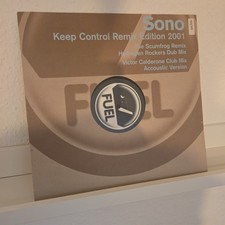 Sono
Keep Control Remix Edition 2001
The Scumfrog Remix
Rockers Dub Mix
Victor Calderone Club Mix
Acoustic Version
FUEL
FUEL